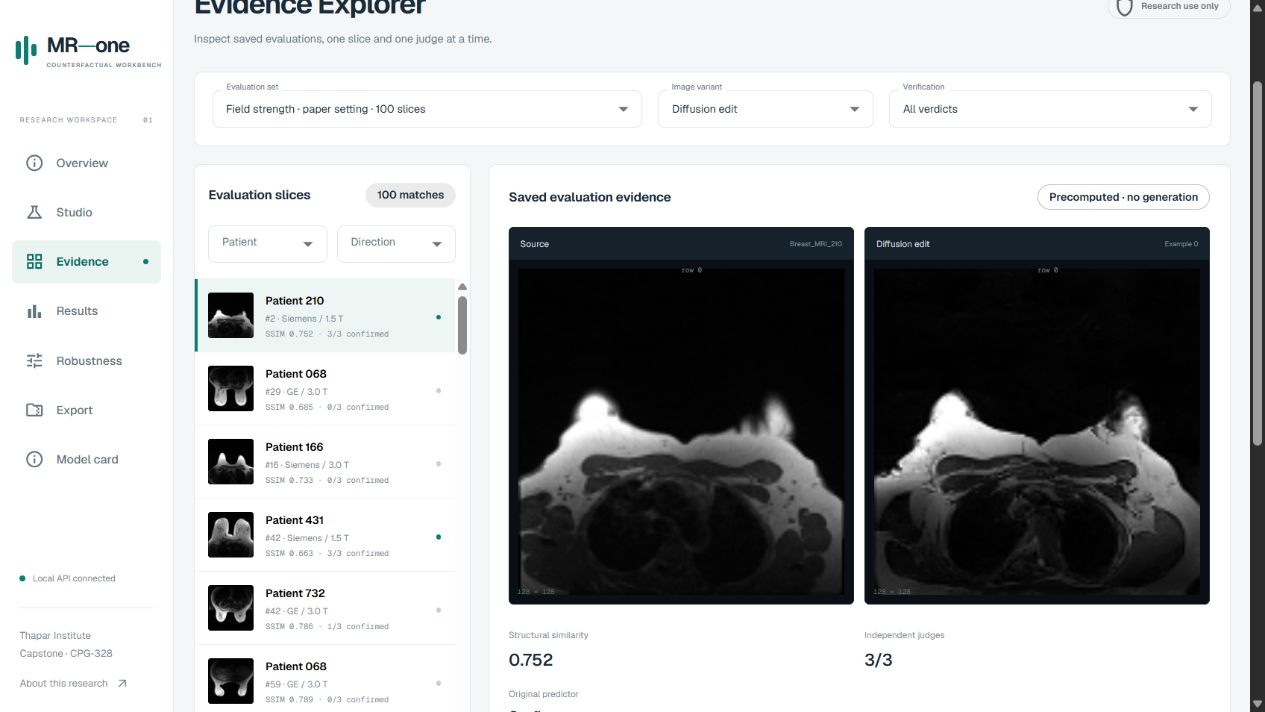 Evidence Explorer
Research use only
Inspect saved evaluations, one slice and one judge at a time.
MR—one
COUNTERFACTUAL WORKBENCH
RESEARCH WORKSPACE 01
Overview
Studio
Evidence
Results
Robustness
Export
Model card
Local API connected
Thapar Institute
Capstone · CPG-328
About this research
Evaluation set
Field strength · paper setting · 100 slices
Image variant
Diffusion edit
Verification
All verdicts
Evaluation slices
100 matches
Patient
Direction
Patient 210
#2 · Siemens / 1.5 T
SSIM 0.752 · 3/3 confirmed
Patient 068
#29 · GE / 3.0 T
SSIM 0.685 · 0/3 confirmed
Patient 166
#16 · Siemens / 3.0 T
SSIM 0.733 · 0/3 confirmed
Patient 431
#42 · Siemens / 1.5 T
SSIM 0.663 · 3/3 confirmed
Patient 732
#42 · GE / 3.0 T
SSIM 0.786 · 1/3 confirmed
Patient 068
#59 · GE / 3.0 T
SSIM 0.789 · 0/3 confirmed
Saved evaluation evidence
Precomputed · no generation
Source
Breast_MRI_210
row 0
128 × 128
Diffusion edit
Example 0
row 0
128 × 128
Structural similarity
0.752
Independent judges
3/3
Original predictor